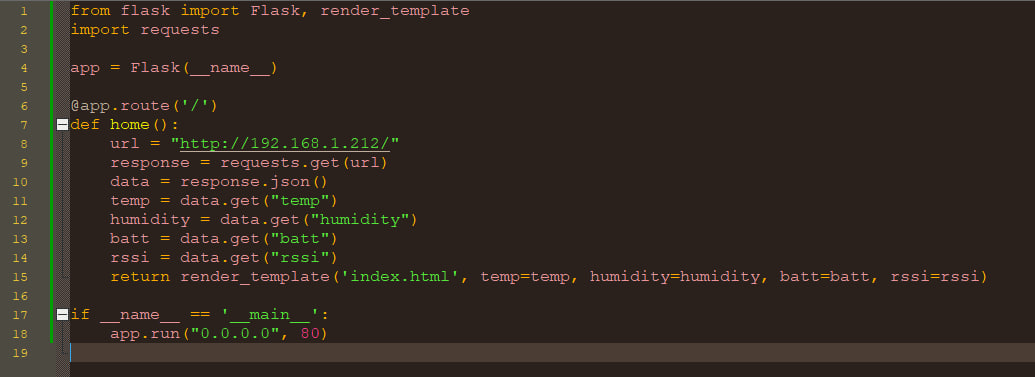 1 from flask import Flask, render_template
2 import requests
3
4 app = Flask(__name__)
5
6 @app.route('/')
7 def home():
8     url = "http://192.168.1.212/"
9     response = requests.get(url)
10     data = response.json()
11     temp = data.get("temp")
12     humidity = data.get("humidity")
13     batt = data.get("batt")
14     rssi = data.get("rssi")
15     return render_template('index.html', temp=temp, humidity=humidity, batt=batt, rssi=rssi)
16
17 if __name__ == '__main__':
18     app.run("0.0.0.0", 80)
19